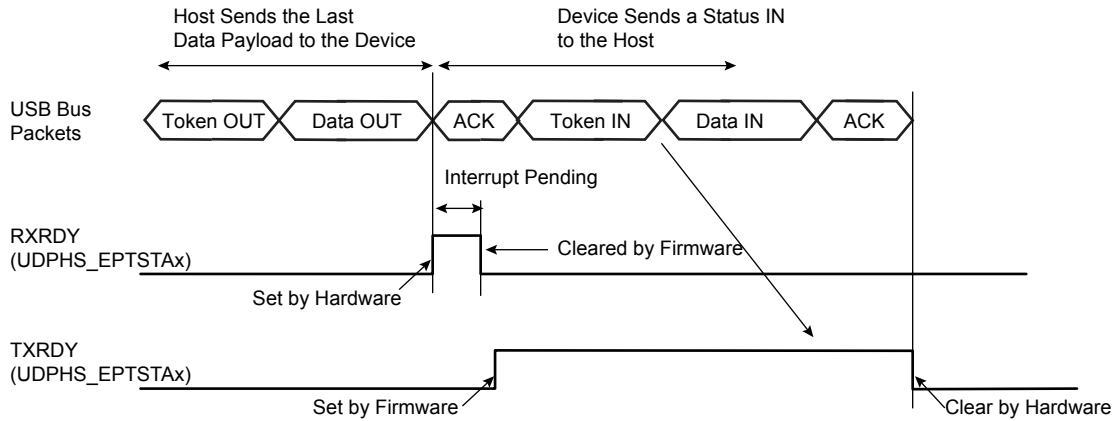 Host Sends the Last
Data Payload to the Device
Device Sends a Status IN
to the Host
USB Bus
Packets
Token OUT
Data OUT
ACK
Token IN
Data IN
ACK
Interrupt Pending
RXRDY
(UDPHS_EPTSTAx)
Cleared by Firmware
Set by Hardware
TXRDY
(UDPHS_EPTSTAx)
Set by Firmware
Clear by Hardware